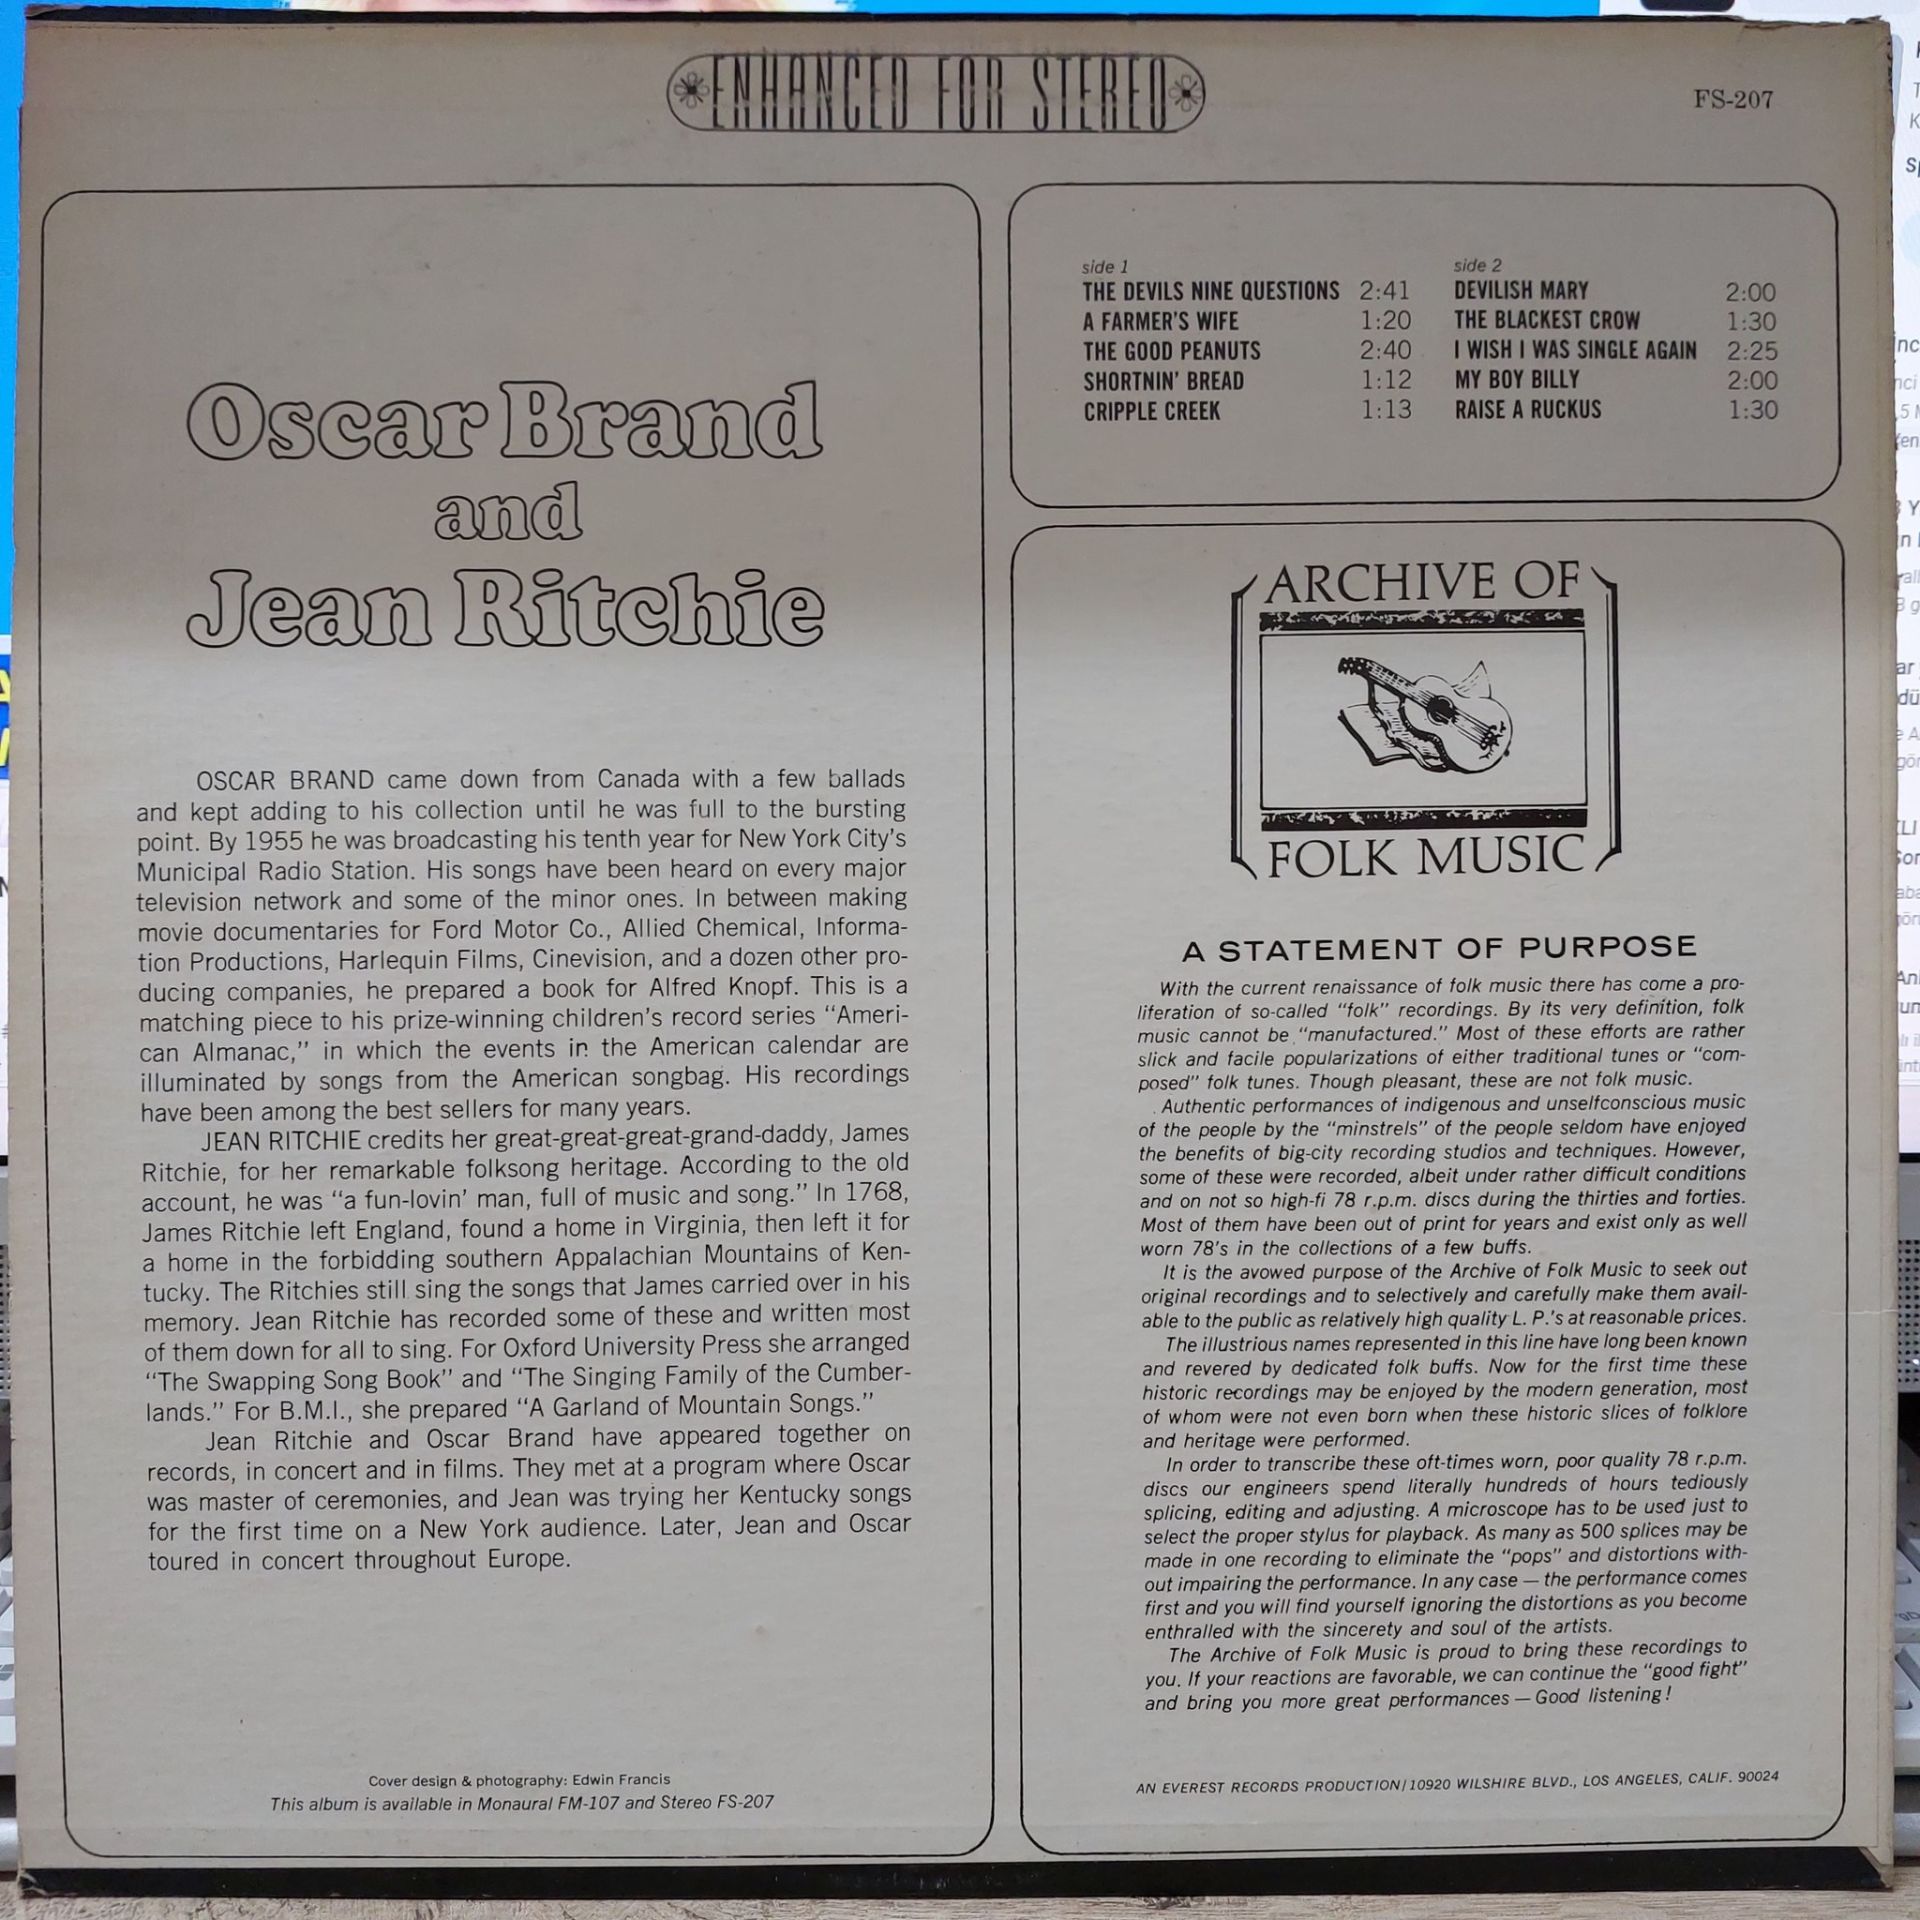 ENHANCED FOR STEREO
FS-207
Oscar Brand
and
Jean Ritchie
OSCAR BRAND came down from Canada with a few ballads
and kept adding to his collection until he was full to the bursting
point. By 1955 he was broadcasting his tenth year for New York City's
Municipal Radio Station. His songs have been heard on every major
television network and some of the minor ones. In between making
movie documentaries for Ford Motor Co., Allied Chemical, Informa-
tion Productions, Harlequin Films, Cinevision, and a dozen other pro-
ducing companies, he prepared a book for Alfred Knopf. This is a
matching piece to his prize-winning children's record series "Ameri-
can Almanac," in which the events in the American calendar are
illuminated by songs from the American songbag. His recordings
have been among the best sellers for many years.
JEAN RITCHIE credits her great-great-great-grand-daddy, James
Ritchie, for her remarkable folksong heritage. According to the old
account, he was "a fun-lovin' man, full of music and song." In 1768,
James Ritchie left England, found a home in Virginia, then left it for
a home in the forbidding southern Appalachian Mountains of Ken-
tucky. The Ritchies still sing the songs that James carried over in his
memory. Jean Ritchie has recorded some of these and written most
of them down for all to sing. For Oxford University Press she arranged
"The Swapping Song Book" and "The Singing Family of the Cumber-
lands." For B.M.I., she prepared "A Garland of Mountain Songs."
Jean Ritchie and Oscar Brand have appeared together on
records, in concert and in films. They met at a program where Oscar
was master of ceremonies, and Jean was trying her Kentucky songs
for the first time on a New York audience. Later, Jean and Oscar
toured in concert throughout Europe.
Cover design & photography: Edwin Francis
This album is available in Monaural FM-107 and Stereo FS-207
side 1
THE DEVILS NINE QUESTIONS 2:41
A FARMER'S WIFE 1:20
THE GOOD PEANUTS 2:40
SHORTNIN' BREAD 1:12
CRIPPLE CREEK 1:13
side 2
DEVILISH MARY 2:00
THE BLACKEST CROW 1:30
I WISH I WAS SINGLE AGAIN 2:25
MY BOY BILLY 2:00
RAISE A RUCKUS 1:30
ARCHIVE OF
FOLK MUSIC
A STATEMENT OF PURPOSE
With the current renaissance of folk music there has come a pro-
liferation of so-called "folk" recordings. By its very definition, folk
music cannot be "manufactured." Most of these efforts are rather
slick and facile popularizations of either traditional tunes or "com-
posed" folk tunes. Though pleasant, these are not folk music.
Authentic performances of indigenous and unselfconscious music
of the people by the "minstrels" of the people seldom have enjoyed
the benefits of big-city recording studios and techniques. However,
some of these were recorded, albeit under rather difficult conditions
and on not so high-fi 78 r.p.m. discs during the thirties and forties.
Most of them have been out of print for years and exist only as well
worn 78's in the collections of a few buffs.
It is the avowed purpose of the Archive of Folk Music to seek out
original recordings and to selectively and carefully make them avail-
able to the public as relatively high quality L. P.'s at reasonable prices.
The illustrious names represented in this line have long been known
and revered by dedicated folk buffs. Now for the first time these
historic recordings may be enjoyed by the modern generation, most
of whom were not even born when these historic slices of folklore
and heritage were performed.
In order to transcribe these oft-times worn, poor quality 78 r.p.m.
discs our engineers spend literally hundreds of hours tediously
splicing, editing and adjusting. A microscope has to be used just to
select the proper stylus for playback. As many as 500 splices may be
made in one recording to eliminate the "pops" and distortions with-
out impairing the performance. In any case — the performance comes
first and you will find yourself ignoring the distortions as you become
enthralled with the sincerety and soul of the artists.
The Archive of Folk Music is proud to bring these recordings to
you. If your reactions are favorable, we can continue the "good fight"
and bring you more great performances — Good listening!
AN EVEREST RECORDS PRODUCTION/10920 WILSHIRE BLVD., LOS ANGELES, CALIF. 90024